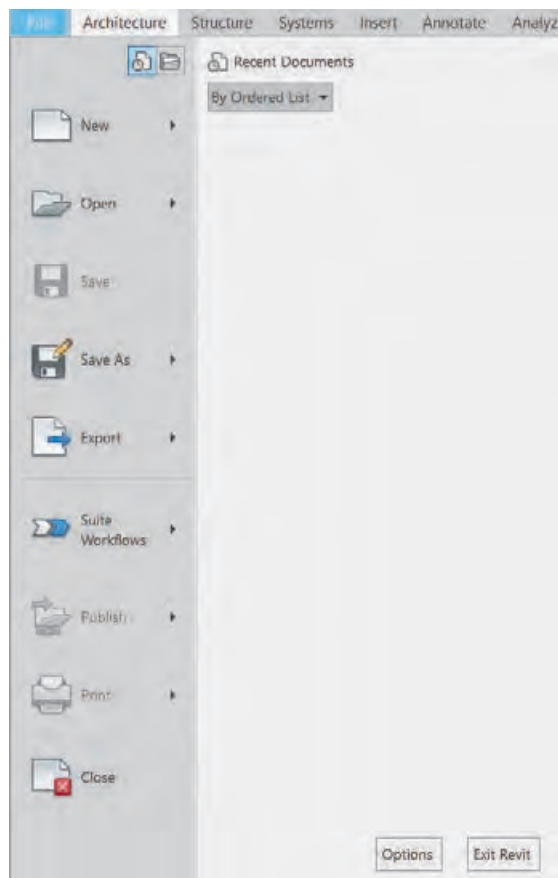 File Architecture Structure Systems Insert Annotate Analyz
Recent Documents
By Ordered List
New
Open
Save
Save As
Export
Suite
Workflows
Publish
Print
Close
Options Exit Revit